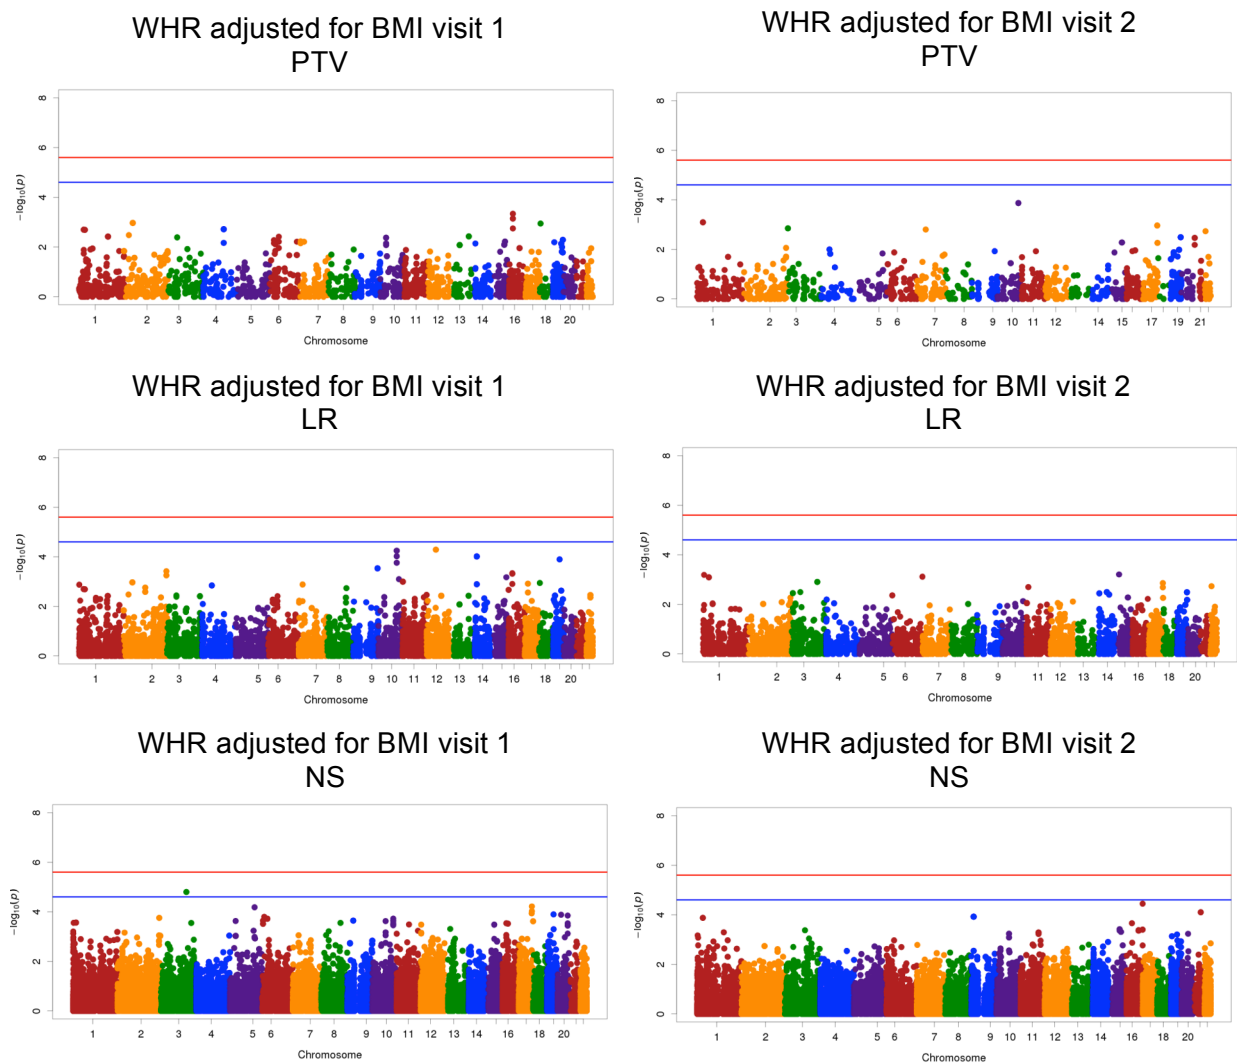 WHR adjusted for BMI visit 1
PTV
8
6
4
2
0
−log10(p)
1 2 3 4 5 6 7 8 9 10 11 12 13 14 16 18 20
Chromosome
WHR adjusted for BMI visit 2
PTV
8
6
4
2
0
−log10(p)
1 2 3 4 5 6 7 8 9 10 11 12 14 15 17 19 21
Chromosome
WHR adjusted for BMI visit 1
LR
8
6
4
2
0
−log10(p)
1 2 3 4 5 6 7 8 9 10 11 12 13 14 16 18 20
Chromosome
WHR adjusted for BMI visit 2
LR
8
6
4
2
0
−log10(p)
1 2 3 4 5 6 7 8 9 10 11 12 13 14 16 18 20
Chromosome
WHR adjusted for BMI visit 1
NS
8
6
4
2
0
−log10(p)
1 2 3 4 5 6 7 8 9 10 11 12 13 14 15 16 18 20
Chromosome
WHR adjusted for BMI visit 2
NS
8
6
4
2
0
−log10(p)
1 2 3 4 5 6 7 8 9 10 11 12 13 14 16 18 20
Chromosome